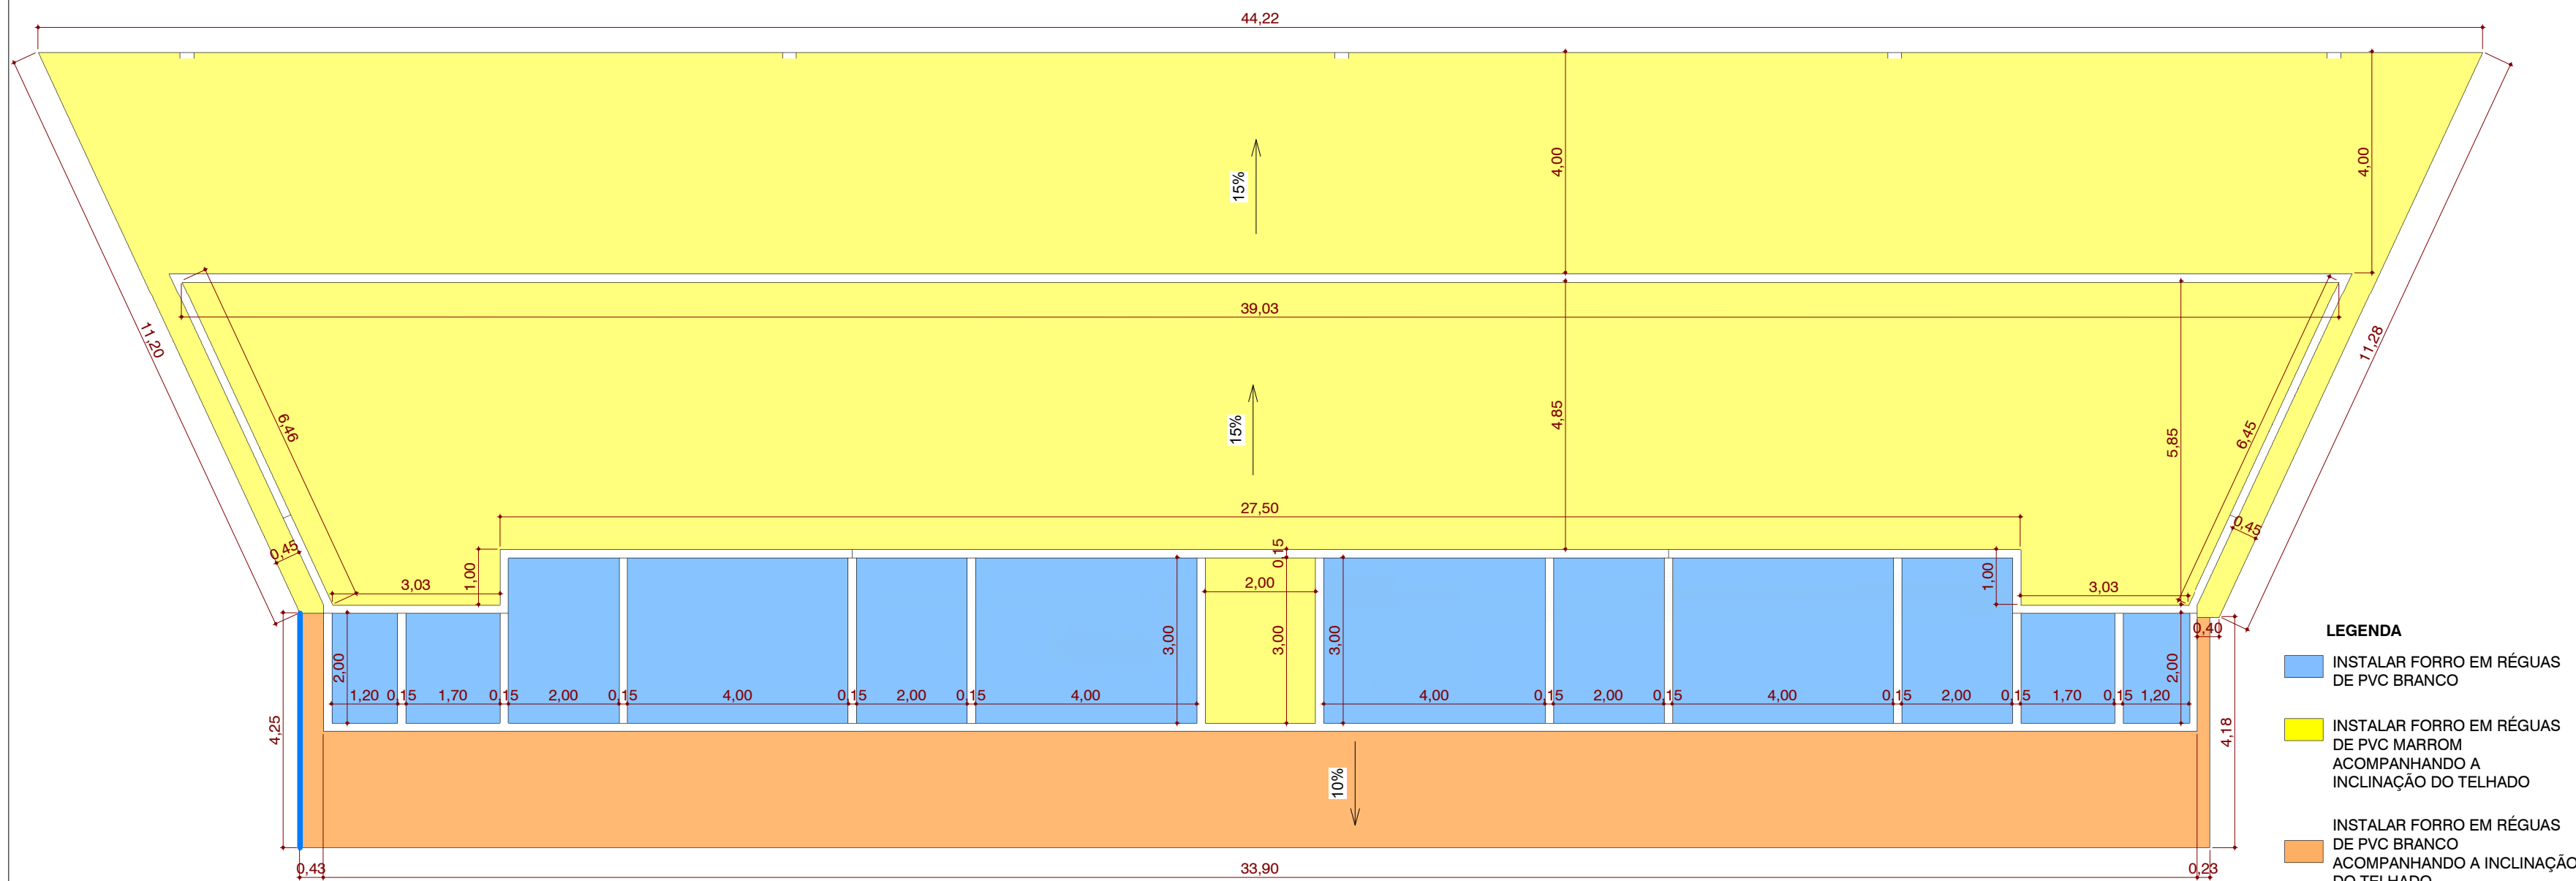 44,22
4,00
4,00
15%
39,03
11,20
11,28
6,46
4,85
15%
5,85
6,45
27,50
0,45
0,45
0,15
3,03
1,00
2,00
1,00
3,03
2,00
3,00
3,00
3,00
2,00
0,40
1,20 0,15 1,70 0,15 2,00 0,15 4,00 0,15 2,00 0,15 4,00 4,00 0,15 2,00 0,15 4,00 0,15 2,00 0,15 1,70 0,15 1,20
4,25
4,18
10%
0,43 33,90 0,23
LEGENDA
INSTALAR FORRO EM RÉGUAS
DE PVC BRANCO
INSTALAR FORRO EM RÉGUAS
DE PVC MARROM
ACOMPANHANDO A
INCLINAÇÃO DO TELHADO
INSTALAR FORRO EM RÉGUAS
DE PVC BRANCO
ACOMPANHANDO A INCLINAÇÃO
DO TELHADO